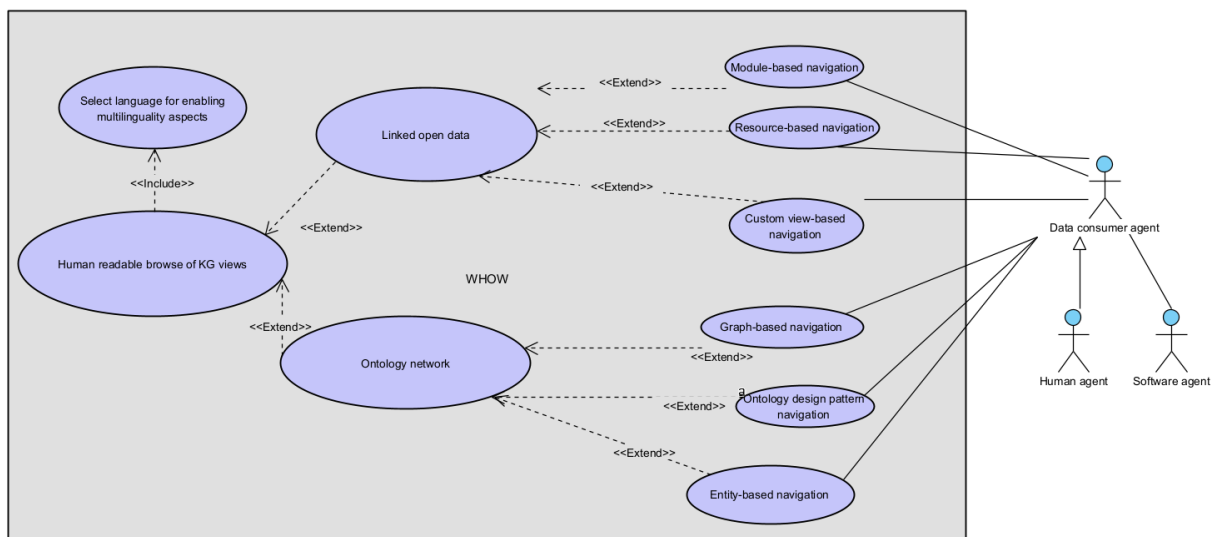 Module-based navigation
<<Extend>>
Select language for enabling
multilinguality aspects
Linked open data
<<Extend>>
Resource-based navigation
<<Include>>
<<Extend>>
Custom view-based
navigation
<<Extend>>
Data consumer agent
Human readable browse of KG views
WHOW
<<Extend>>
Graph-based navigation
<<Extend>>
Ontology network
Human agent
Software agent
a
Ontology design pattern
navigation
<<Extend>>
<<Extend>>
Entity-based navigation